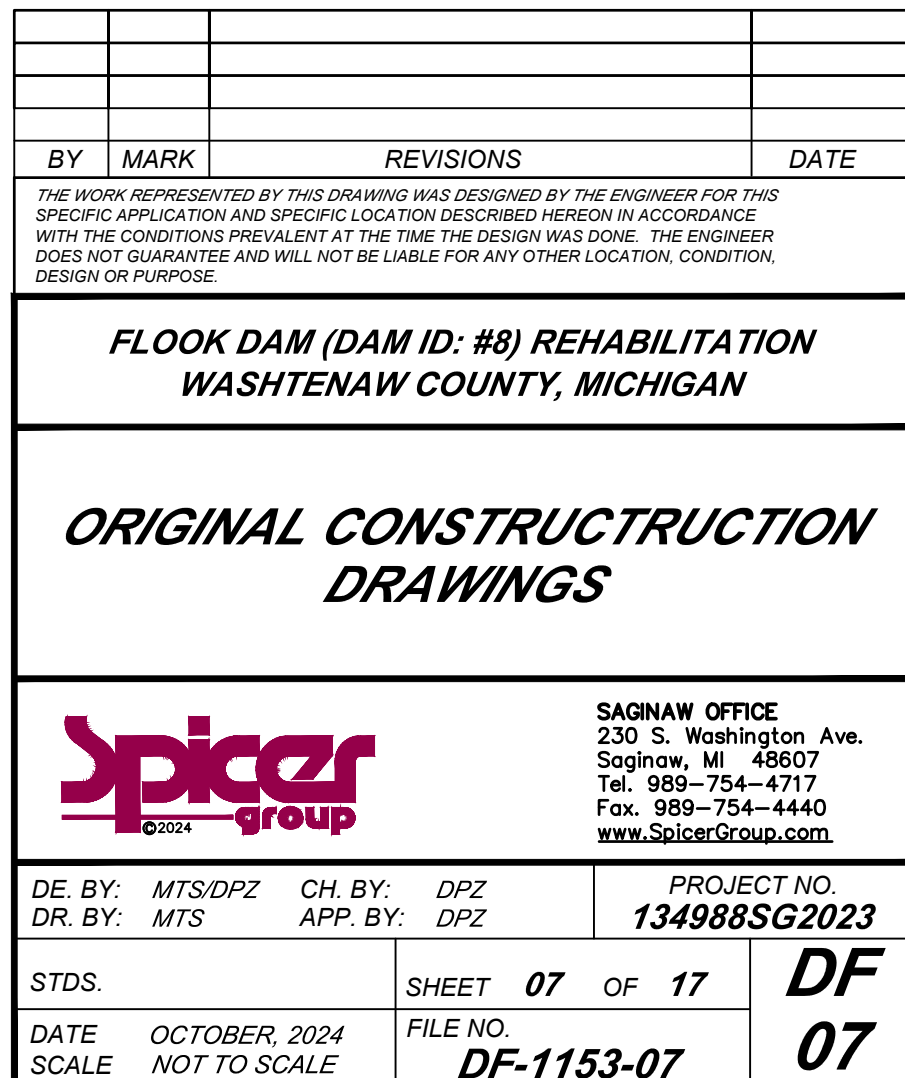 BY MARK REVISIONS DATE
THE WORK REPRESENTED BY THIS DRAWING WAS DESIGNED BY THE ENGINEER FOR THIS
SPECIFIC APPLICATION AND SPECIFIC LOCATION DESCRIBED HEREON IN ACCORDANCE
WITH THE CONDITIONS PREVALENT AT THE TIME THE DESIGN WAS DONE. THE ENGINEER
DOES NOT GUARANTEE AND WILL NOT BE LIABLE FOR ANY OTHER LOCATION, CONDITION,
DESIGN OR PURPOSE.
FLOOK DAM (DAM ID: #8) REHABILITATION
WASHTENAW COUNTY, MICHIGAN
ORIGINAL CONSTRUCTRUCTION
DRAWINGS
Spicer
group
©2024
SAGINAW OFFICE
230 S. Washington Ave.
Saginaw, MI 48607
Tel. 989-754-4717
Fax. 989-754-4440
www.SpicerGroup.com
DE. BY: MTS/DPZ CH. BY: DPZ
DR. BY: MTS APP. BY: DPZ
PROJECT NO.
134988SG2023
STDS.
SHEET 07 OF 17
DATE OCTOBER, 2024
SCALE NOT TO SCALE
FILE NO.
DF-1153-07
DF
07